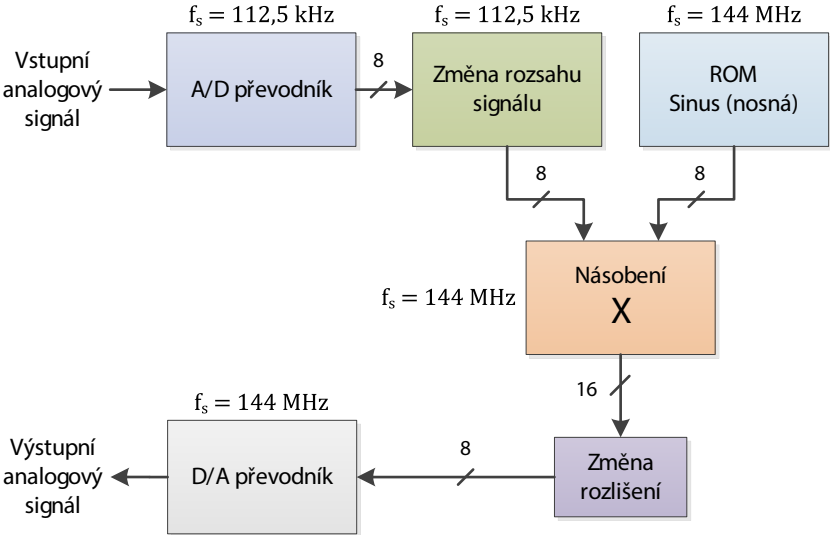 f_s = 112,5 kHz
f_s = 112,5 kHz
f_s = 144 MHz
Vstupní
analogový
signál
A/D převodník
8
Změna rozsahu
signálu
ROM
Sinus (nosná)
8
8
f_s = 144 MHz
Násobení
X
16
f_s = 144 MHz
Výstupní
analogový
signál
D/A převodník
8
Změna
rozlišení